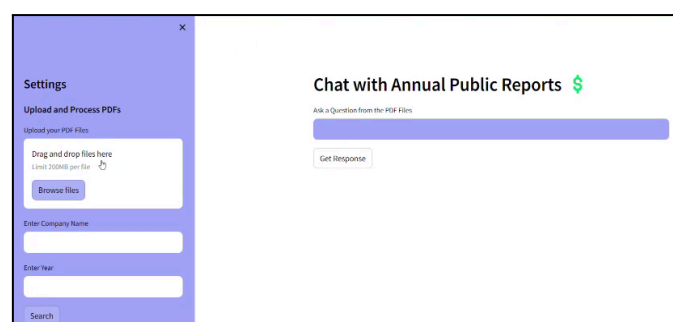 Settings
Upload and Process PDFs
Upload your PDF Files
Drag and drop files here
Limit 200MB per file
Browse files
Enter Company Name
Enter Year
Search
Chat with Annual Public Reports $
Ask a Question from the PDF Files
Get Response